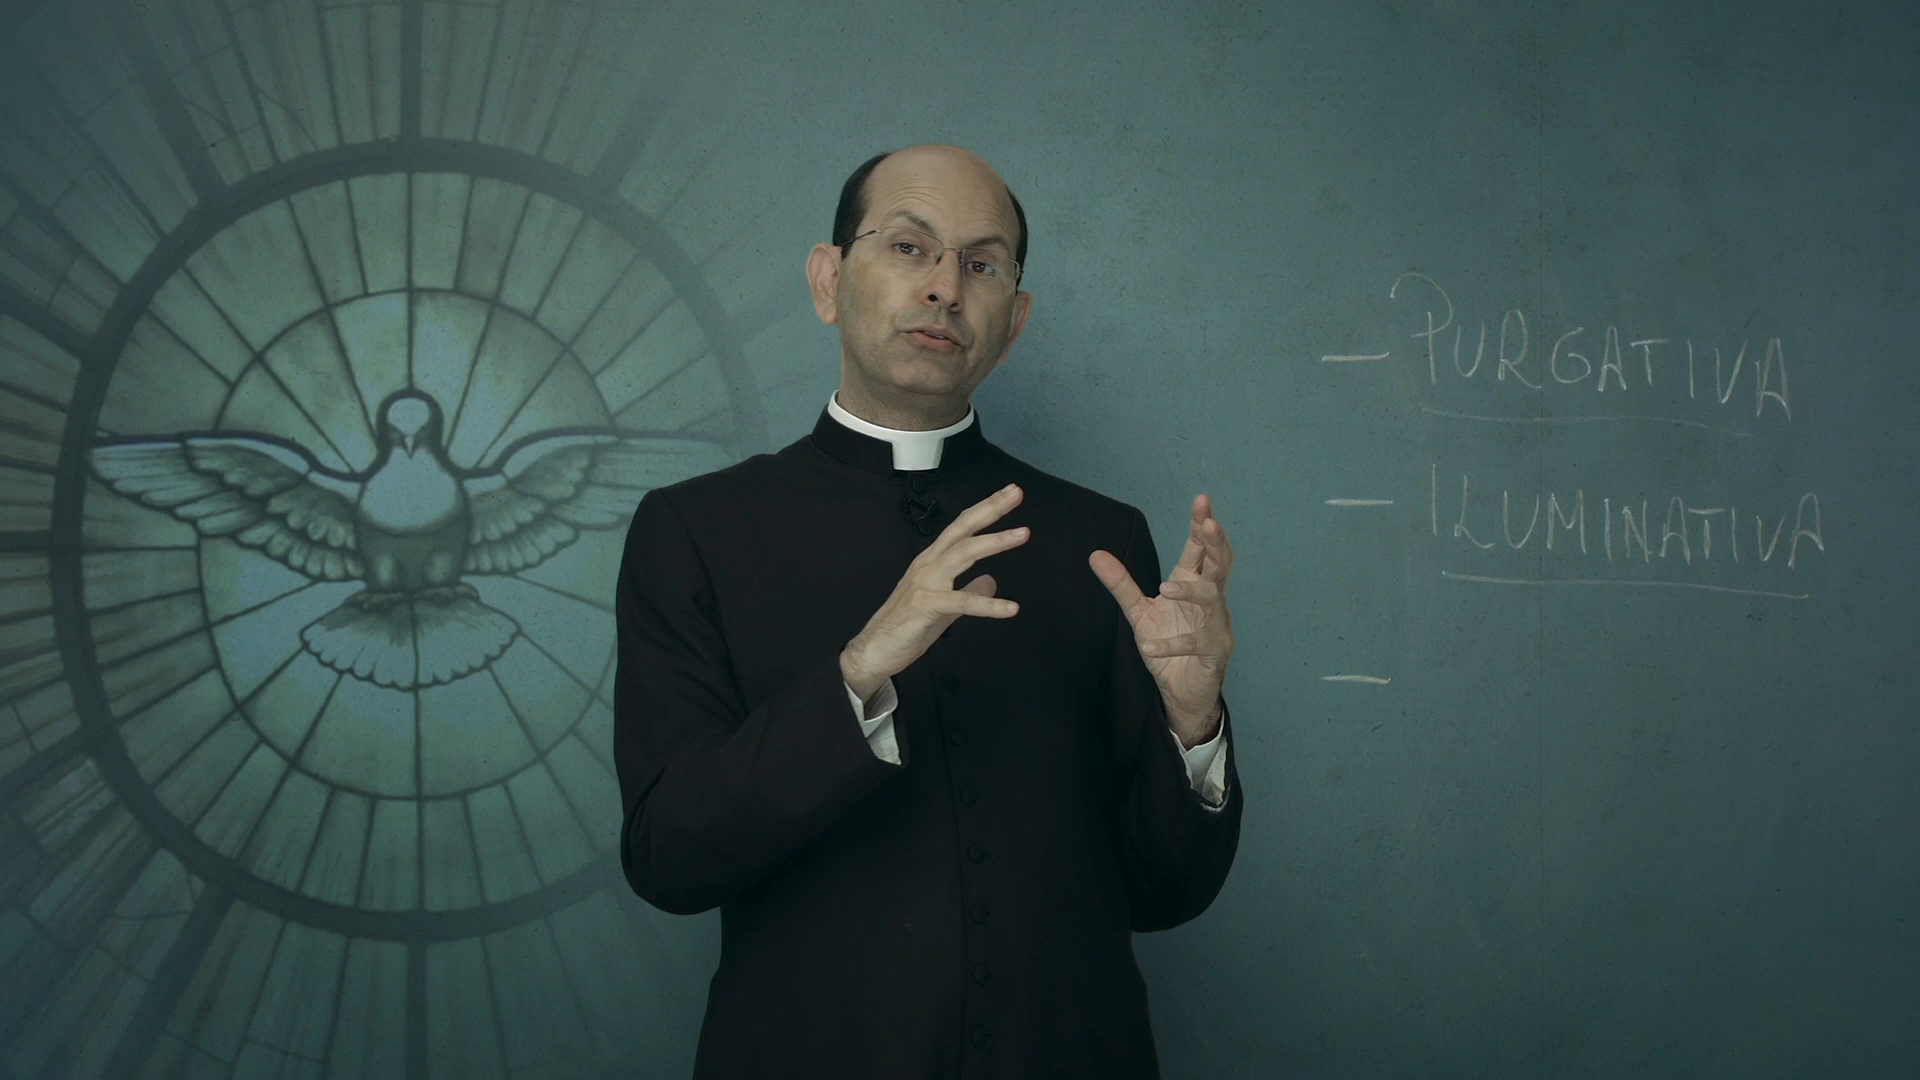 — PURGATIVA
— ILUMINATIVA
—